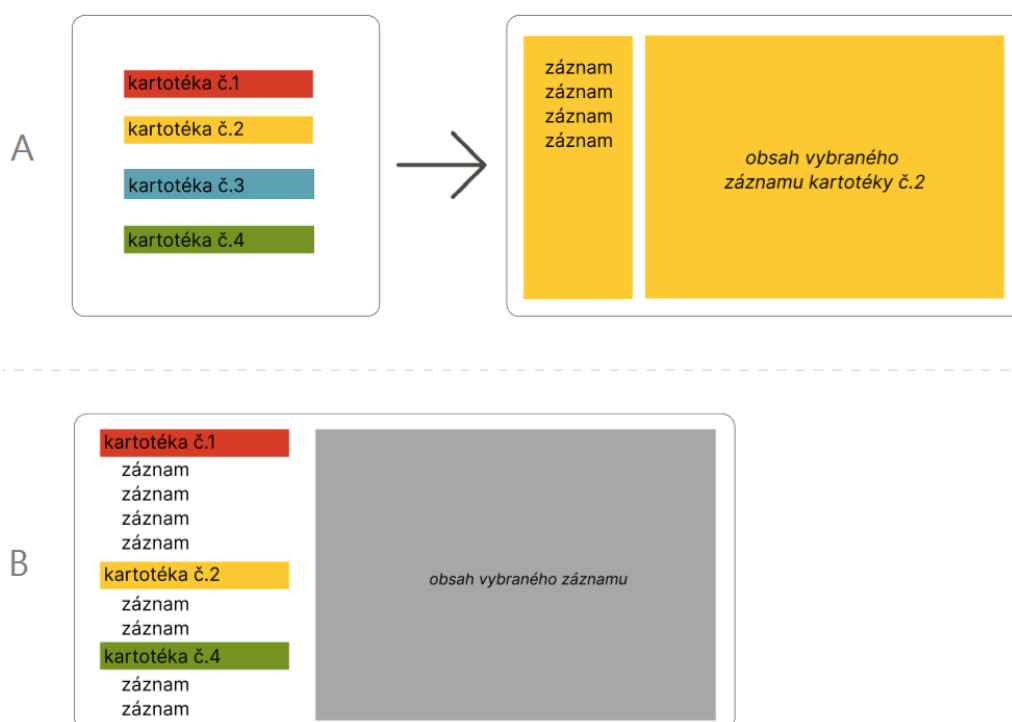 A
kartotéka č.1
kartotéka č.2
kartotéka č.3
kartotéka č.4
záznam
záznam
záznam
záznam
obsah vybraného
záznamu kartotéky č.2
B
kartotéka č.1
záznam
záznam
záznam
záznam
kartotéka č.2
záznam
záznam
kartotéka č.4
záznam
záznam
obsah vybraného záznamu